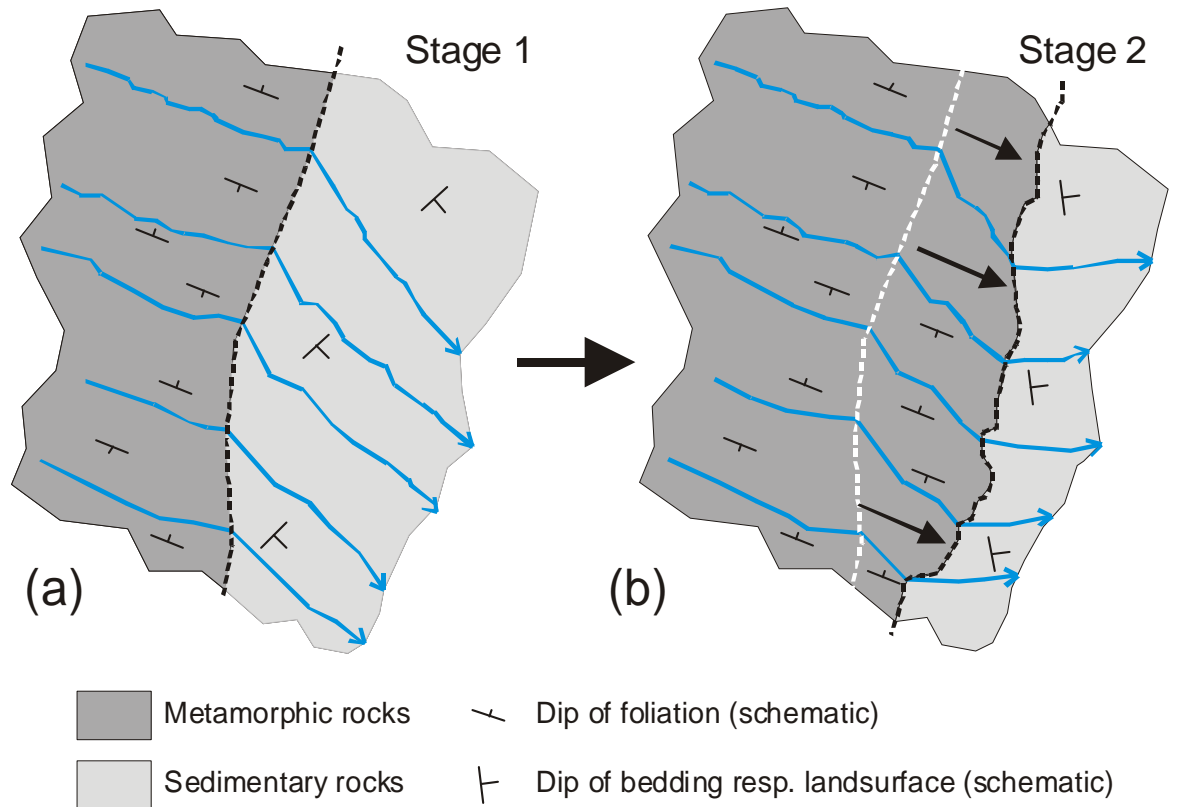 Stage 1
Stage 2
(a)
(b)
Metamorphic rocks
Dip of foliation (schematic)
Sedimentary rocks
Dip of bedding resp. landsurface (schematic)